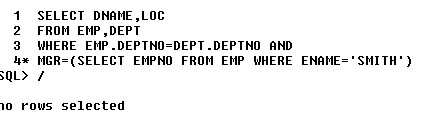 1 SELECT DNAME,LOC
2 FROM EMP,DEPT
3 WHERE EMP.DEPTNO=DEPT.DEPTNO AND
4* MGR=(SELECT EMPNO FROM EMP WHERE ENAME='SMITH')
SQL> /
no rows selected